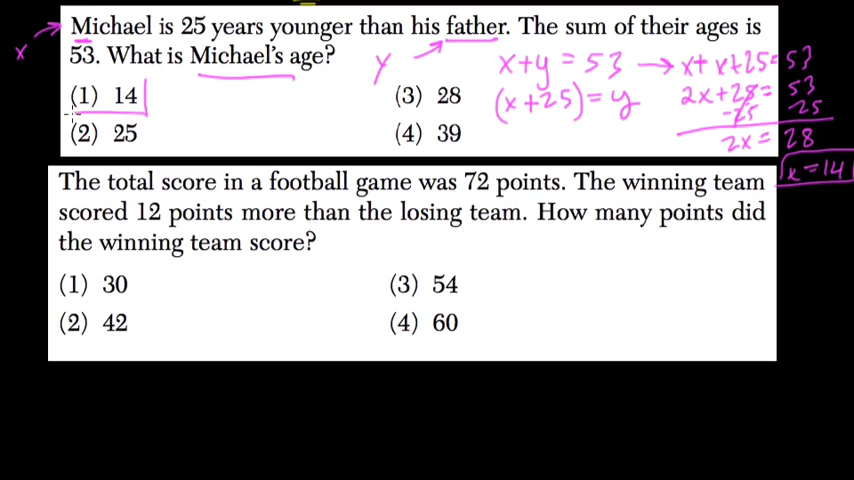 Michael is 25 years younger than his father. The sum of their ages is
53. What is Michael's age?
(1) 14
(3) 28
(2) 25
(4) 39
x
y
x+y = 53 → x+ x+25=53
(x+25)=y
2x+28= 53
-25 25
2x= 28
x=14
The total score in a football game was 72 points. The winning team
scored 12 points more than the losing team. How many points did
the winning team score?
(1) 30
(3) 54
(2) 42
(4) 60